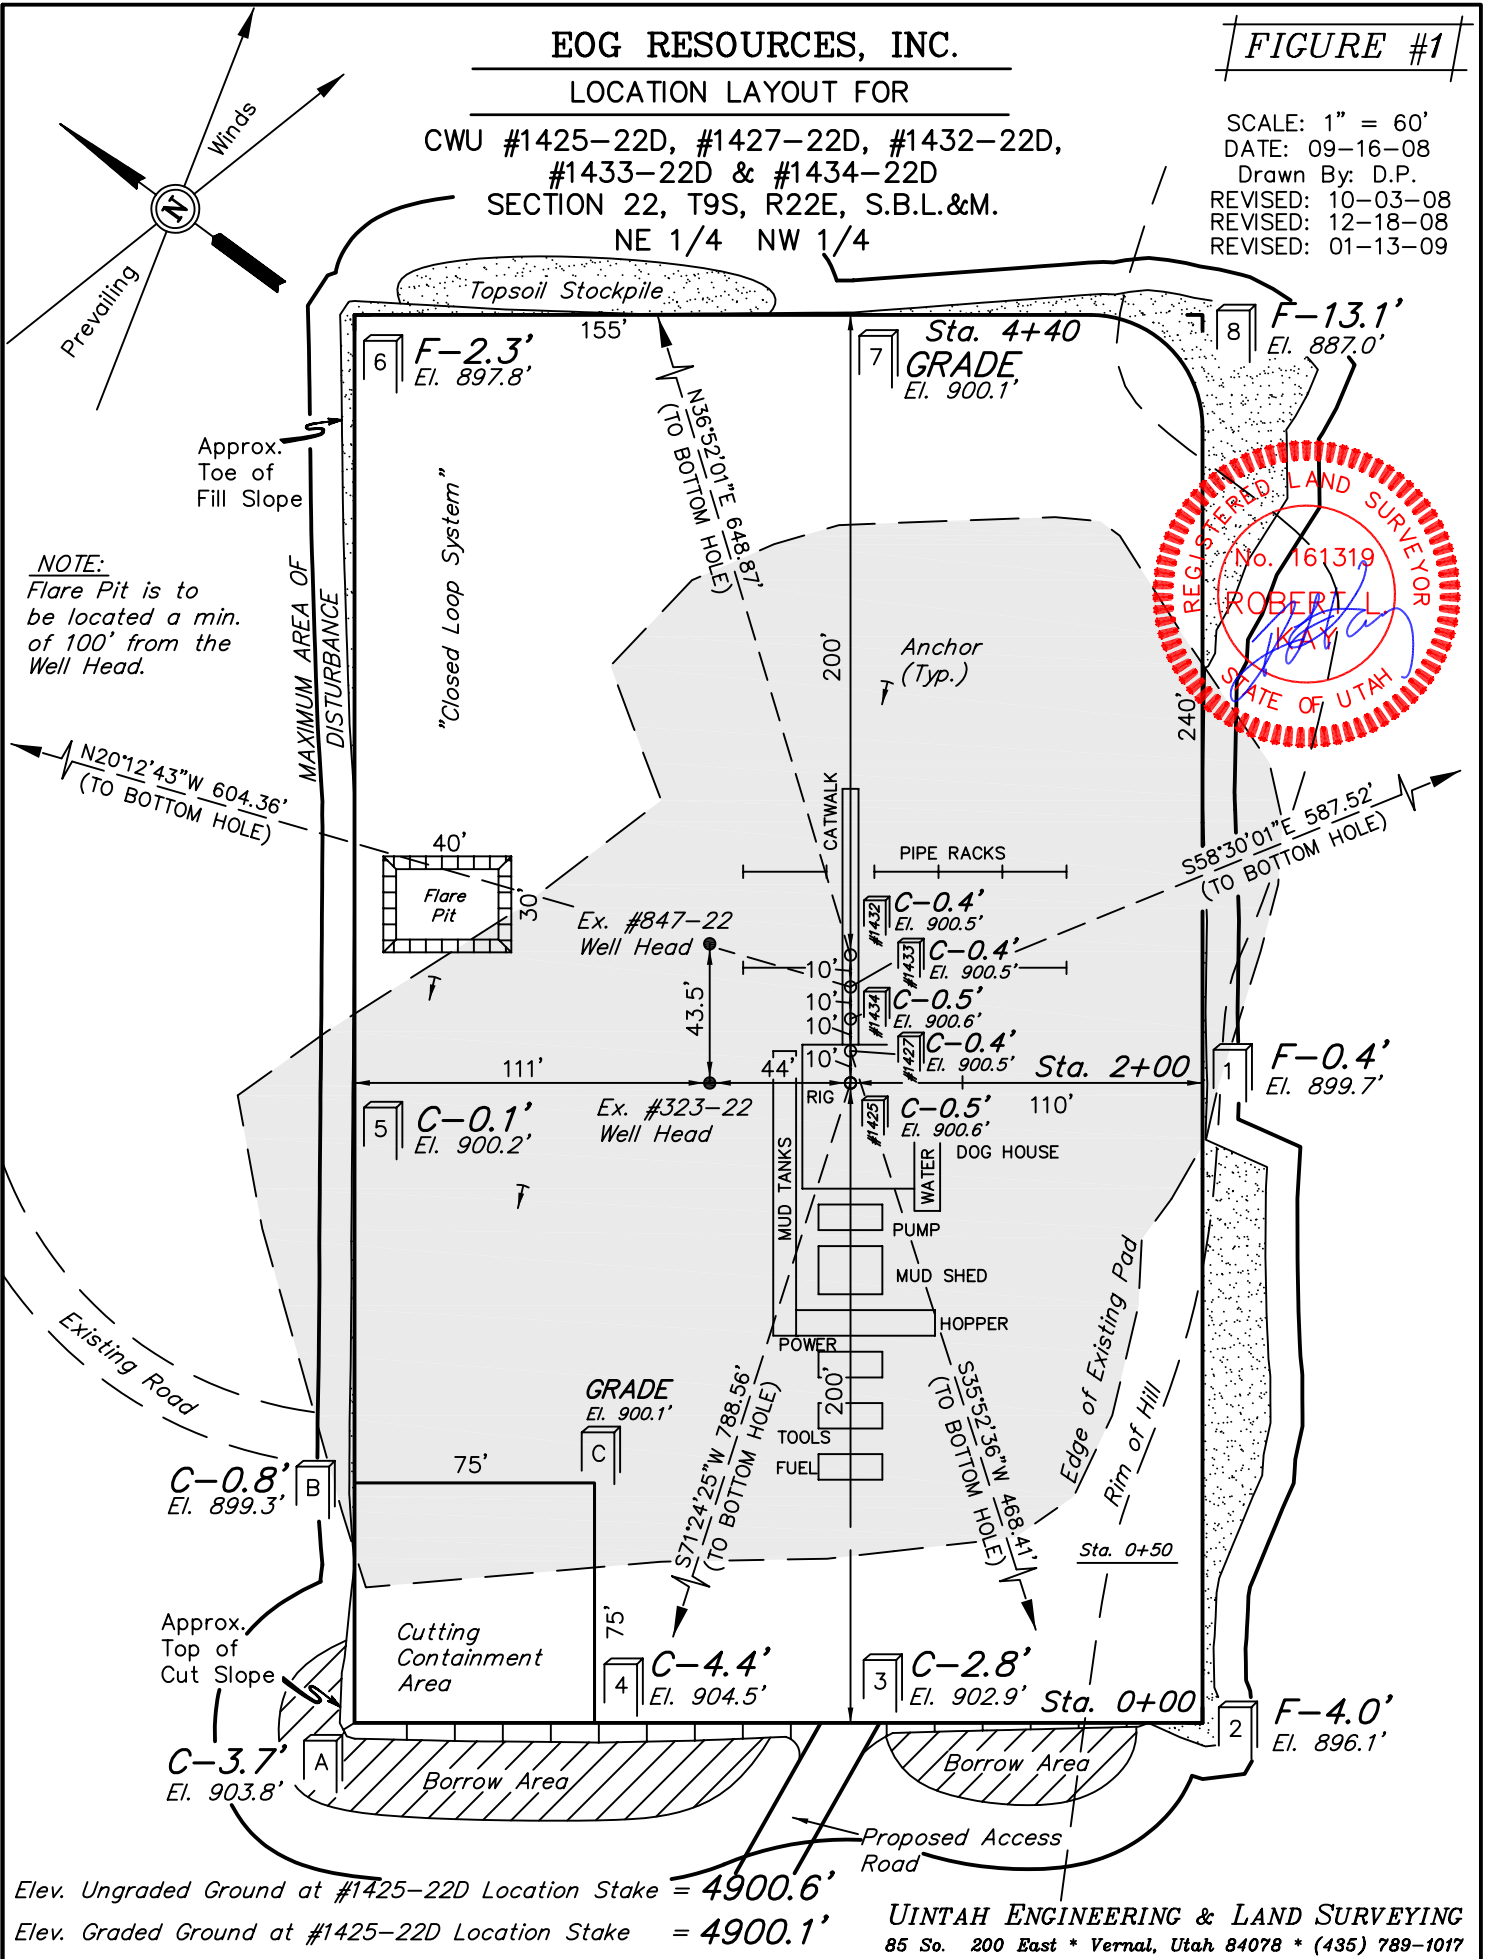 EOG RESOURCES, INC.
LOCATION LAYOUT FOR
CWU #1425-22D, #1427-22D, #1432-22D,
#1433-22D & #1434-22D
SECTION 22, T9S, R22E, S.B.L.&M.
NE 1/4 NW 1/4
FIGURE #1
SCALE: 1" = 60'
DATE: 09-16-08
Drawn By: D.P.
REVISED: 10-03-08
REVISED: 12-18-08
REVISED: 01-13-09
Winds
N
Prevailing
Topsoil Stockpile
155'
6
F-2.3'
El. 897.8'
7
Sta. 4+40
GRADE
El. 900.1'
8
F-13.1'
El. 887.0'
Approx.
Toe of
Fill Slope
"Closed Loop System"
N36°52'01"E 648.87'
(TO BOTTOM HOLE)
REGISTERED LAND SURVEYOR
No. 161319
ROBERT L.
KAY
STATE OF UTAH
NOTE:
Flare Pit is to
be located a min.
of 100' from the
Well Head.
MAXIMUM AREA OF
DISTURBANCE
200'
Anchor
(Typ.)
240'
N20°12'43"W 604.36'
(TO BOTTOM HOLE)
S58°30'01"E 587.52'
(TO BOTTOM HOLE)
CATWALK
PIPE RACKS
40'
Flare
Pit
30'
Ex. #847-22
Well Head
#1432
C-0.4'
El. 900.5'
#1433
C-0.4'
El. 900.5'
10'
10'
10'
10'
#1434
C-0.5'
El. 900.6'
43.5'
#1427
C-0.4'
El. 900.5'
111'
44'
Sta. 2+00
110'
RIG
1
F-0.4'
El. 899.7'
5
C-0.1'
El. 900.2'
Ex. #323-22
Well Head
#1425
C-0.5'
El. 900.6'
DOG HOUSE
WATER
MUD TANKS
PUMP
MUD SHED
HOPPER
POWER
200'
TOOLS
FUEL
Existing Road
Edge of Existing Pad
Rim of Hill
GRADE
El. 900.1'
C
75'
C-0.8'
El. 899.3'
B
S71°24'25"W 788.56'
(TO BOTTOM HOLE)
S35°52'36"W 468.41'
(TO BOTTOM HOLE)
Sta. 0+50
Approx.
Top of
Cut Slope
Cutting
Containment
Area
75'
4
C-4.4'
El. 904.5'
3
C-2.8'
El. 902.9'
Sta. 0+00
2
F-4.0'
El. 896.1'
C-3.7'
El. 903.8'
A
Borrow Area
Borrow Area
Proposed Access
Road
Elev. Ungraded Ground at #1425-22D Location Stake = 4900.6'
Elev. Graded Ground at #1425-22D Location Stake = 4900.1'
UINTAH ENGINEERING & LAND SURVEYING
85 So. 200 East * Vernal, Utah 84078 * (435) 789-1017